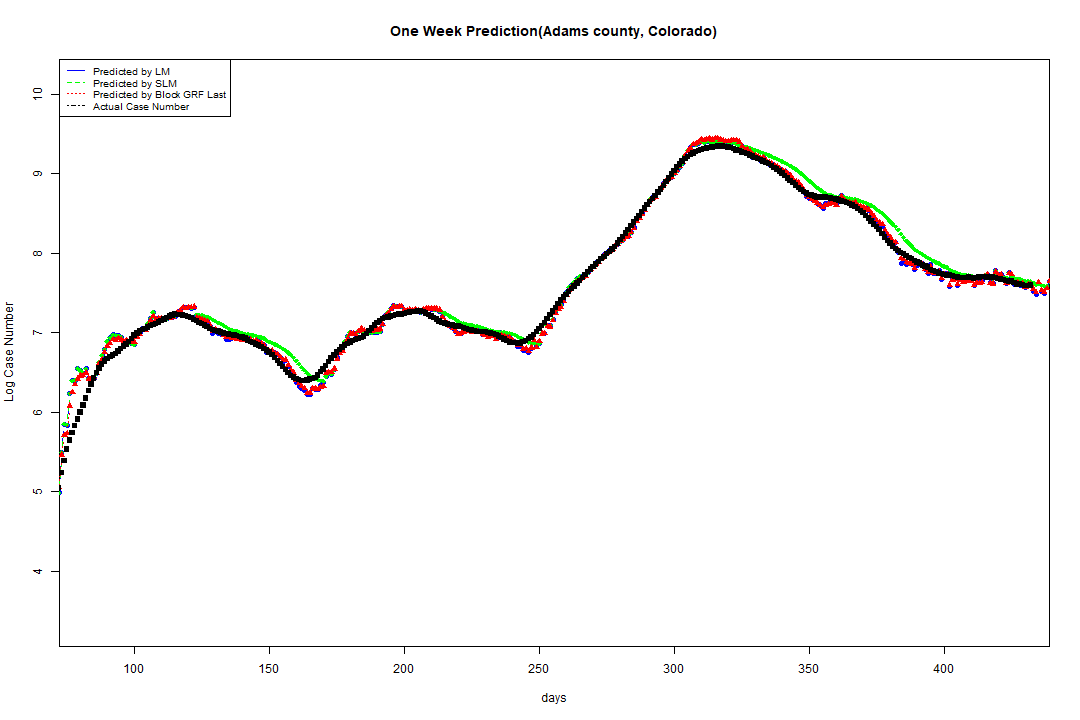 One Week Prediction(Adams county, Colorado)
Predicted by LM
Predicted by SLM
Predicted by Block GRF Last
Actual Case Number
10
9
8
7
6
5
4
Log Case Number
100 150 200 250 300 350 400
days